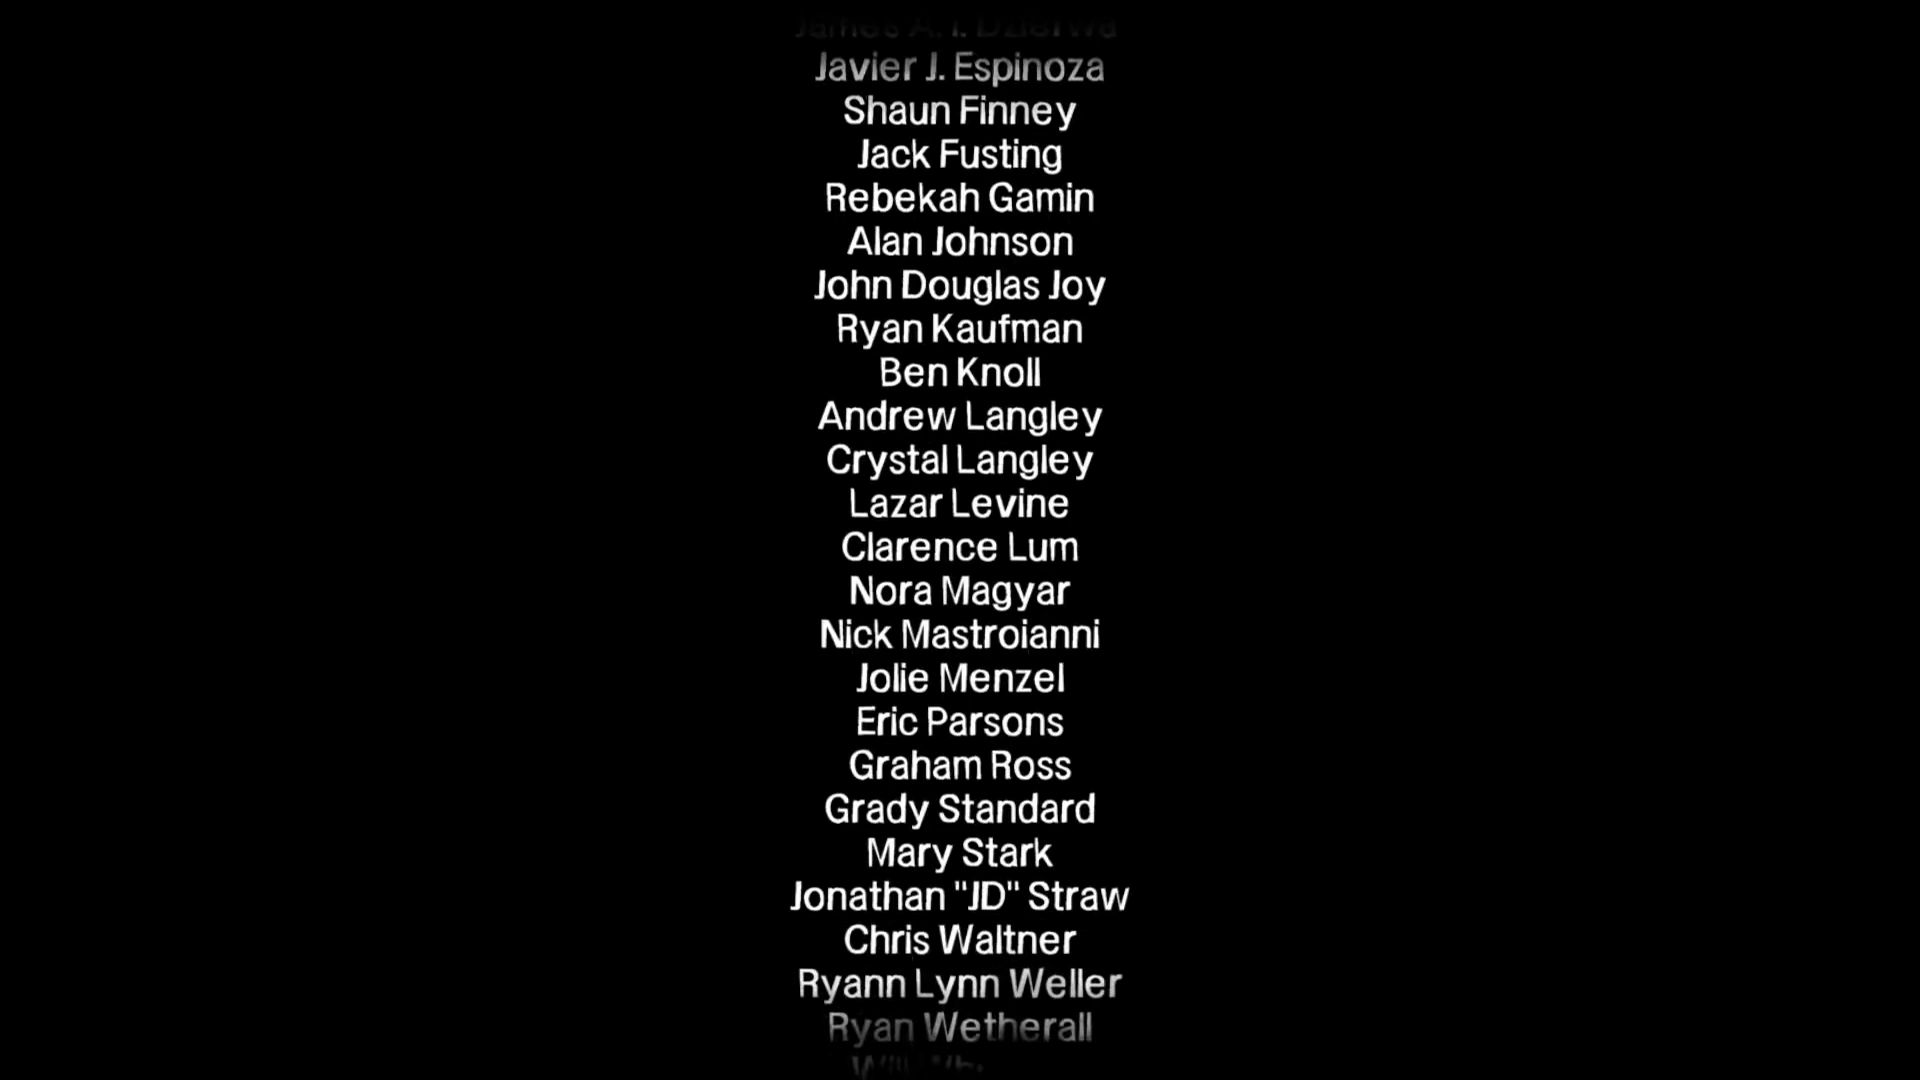 Javier J. Espinoza
Shaun Finney
Jack Fusting
Rebekah Gamin
Alan Johnson
John Douglas Joy
Ryan Kaufman
Ben Knoll
Andrew Langley
Crystal Langley
Lazar Levine
Clarence Lum
Nora Magyar
Nick Mastroianni
Jolie Menzel
Eric Parsons
Graham Ross
Grady Standard
Mary Stark
Jonathan "JD" Straw
Chris Waltner
Ryann Lynn Weller
Ryan Wetherall